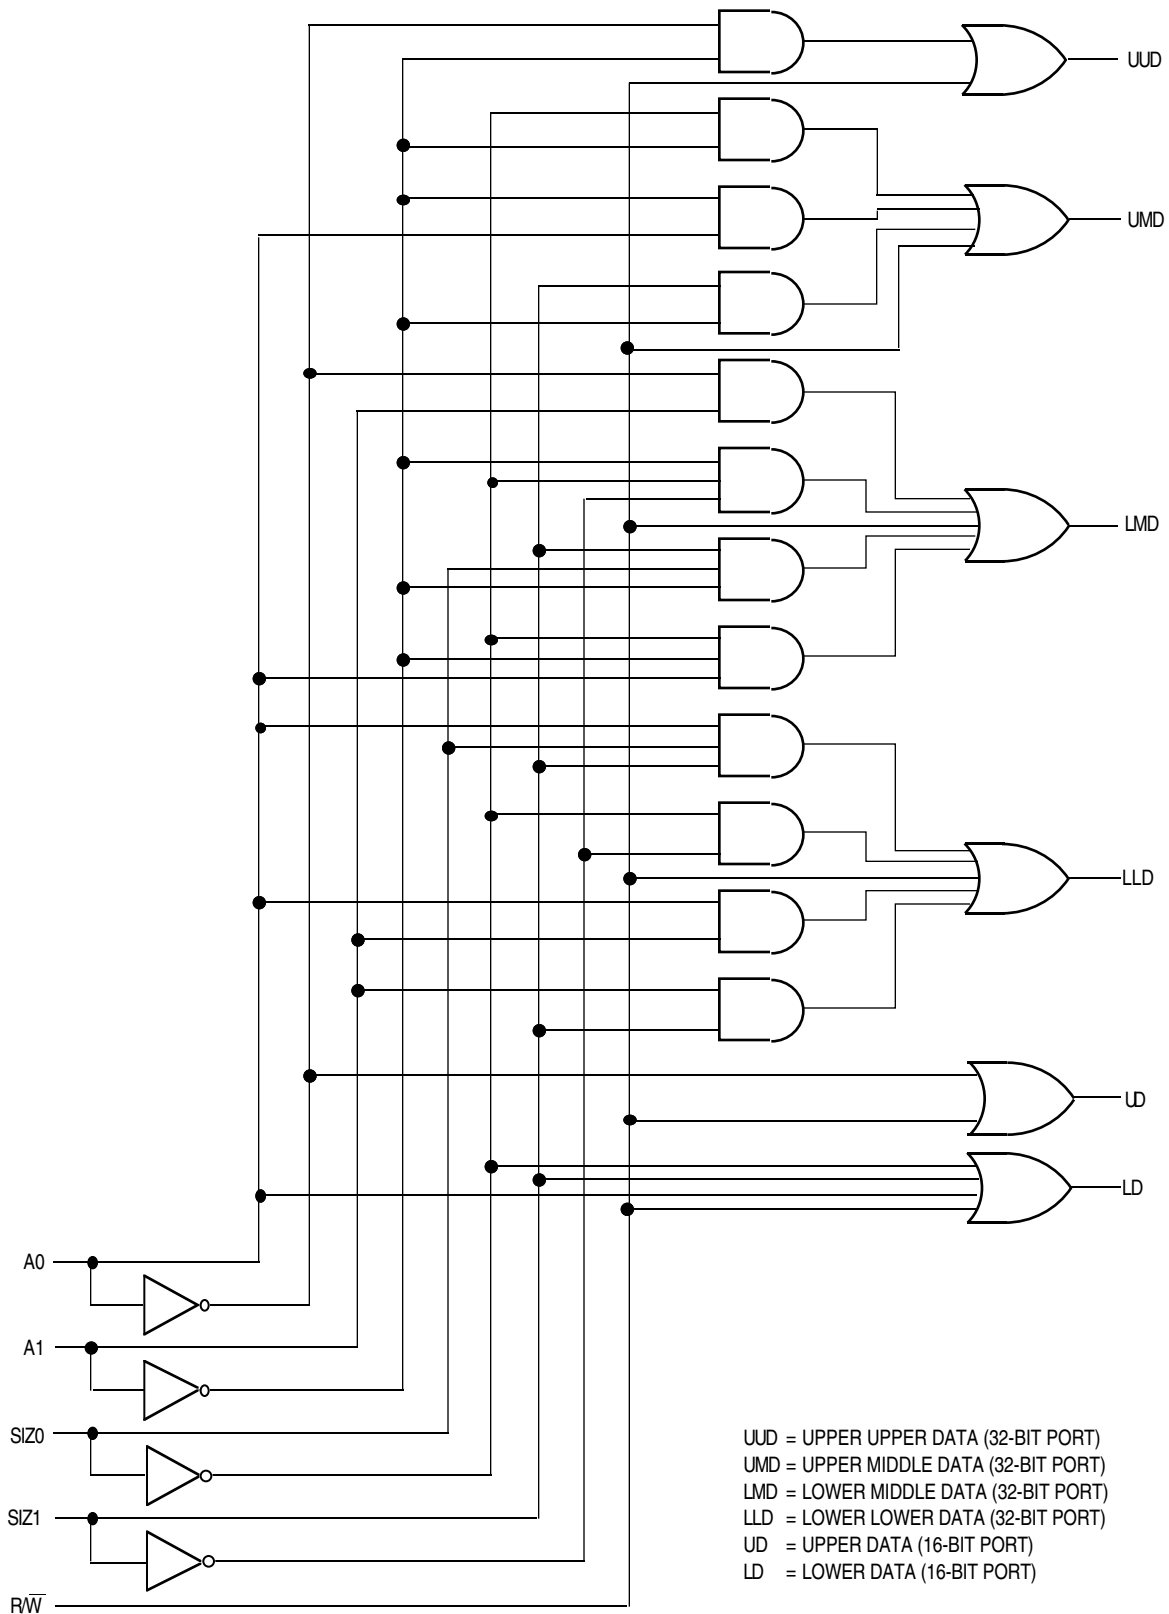 UUD
UMD
LMD
LLD
UD
LD
A0
A1
SIZ0
SIZ1
R/W̅
UUD = UPPER UPPER DATA (32-BIT PORT)
UMD = UPPER MIDDLE DATA (32-BIT PORT)
LMD = LOWER MIDDLE DATA (32-BIT PORT)
LLD = LOWER LOWER DATA (32-BIT PORT)
UD = UPPER DATA (16-BIT PORT)
LD = LOWER DATA (16-BIT PORT)